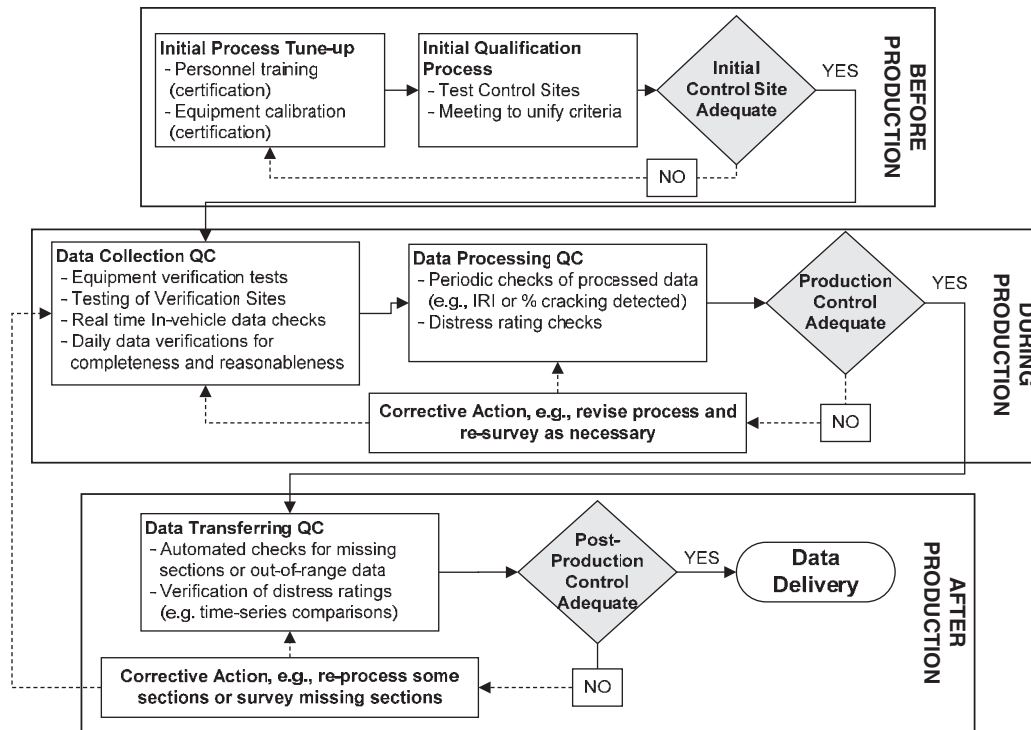 Initial Process Tune-up
- Personnel training
(certification)
- Equipment calibration
(certification)
Initial Qualification
Process
- Test Control Sites
- Meeting to unify criteria
Initial
Control Site
Adequate
YES
NO
BEFORE
PRODUCTION
Data Collection QC
- Equipment verification tests
- Testing of Verification Sites
- Real time In-vehicle data checks
- Daily data verifications for
completeness and reasonableness
Data Processing QC
- Periodic checks of processed data
(e.g., IRI or % cracking detected)
- Distress rating checks
Production
Control
Adequate
YES
NO
Corrective Action, e.g., revise process and
re-survey as necessary
DURING
PRODUCTION
Data Transferring QC
- Automated checks for missing
sections or out-of-range data
- Verification of distress ratings
(e.g. time-series comparisons)
Post-
Production
Control
Adequate
YES
Data
Delivery
NO
Corrective Action, e.g., re-process some
sections or survey missing sections
AFTER
PRODUCTION